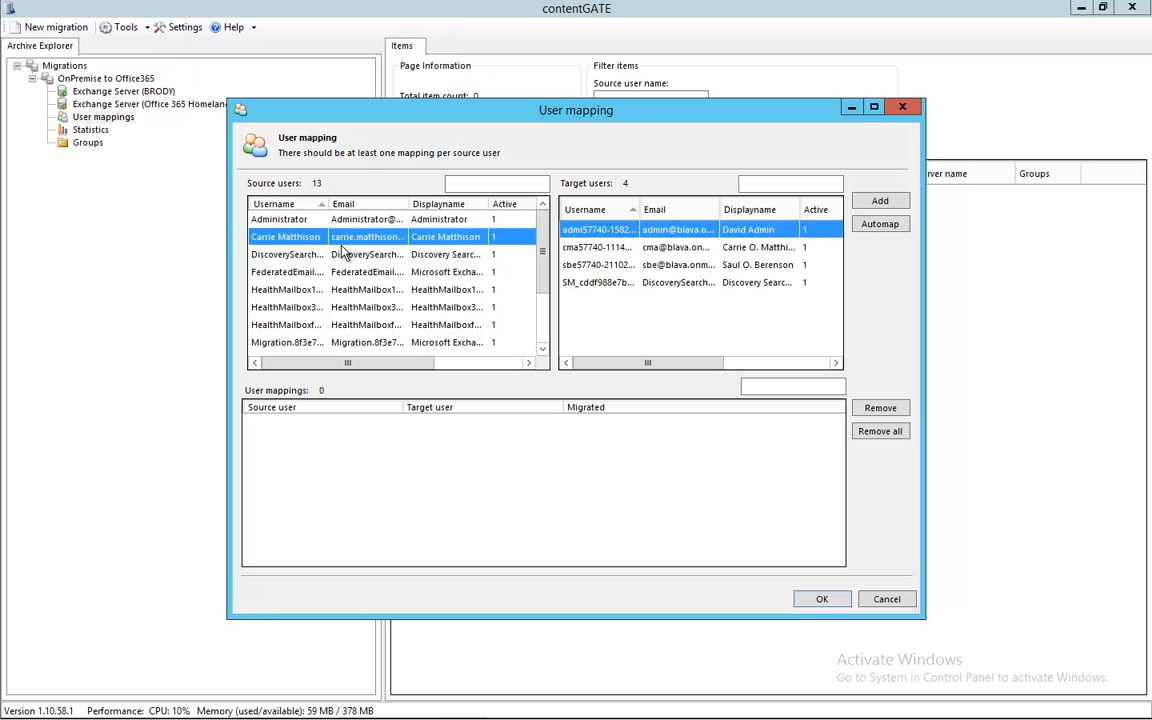 contentGATE
New migration Tools Settings Help
Archive Explorer
Migrations
OnPremise to Office365
Exchange Server (BRODY)
Exchange Server (Office 365 Homelan
User mappings
Statistics
Groups
Items
Page Information
Total item count: 0
Filter items
Source user name:
rver name Groups
User mapping
User mapping
There should be at least one mapping per source user
Source users: 13
Username Email Displayname Active
Administrator Administrator@... Administrator 1
Carrie Matthison carrie.matthison... Carrie Matthison 1
DiscoverySearch... DiscoverySearch... Discovery Searc... 1
FederatedEmail.... FederatedEmail.... Microsoft Excha... 1
HealthMailbox1... HealthMailbox1... HealthMailbox1... 1
HealthMailbox3... HealthMailbox3... HealthMailbox3... 1
HealthMailboxf... HealthMailboxf... HealthMailboxf... 1
Migration.8f3e7... Migration.8f3e7... Microsoft Excha... 1
Target users: 4
Username Email Displayname Active
admi57740-1582... admin@blava.o... David Admin 1
cma57740-1114... cma@blava.on... Carrie O. Matthi... 1
sbe57740-21102... sbe@blava.onm... Saul O. Berenson 1
SM_cddf988e7b... DiscoverySearch... Discovery Searc... 1
Add
Automap
User mappings: 0
Source user Target user Migrated
Remove
Remove all
OK Cancel
Activate Windows
Go to System in Control Panel to activate Windows.
Version 1.10.58.1 Performance: CPU: 10% Memory (used/available): 59 MB / 378 MB